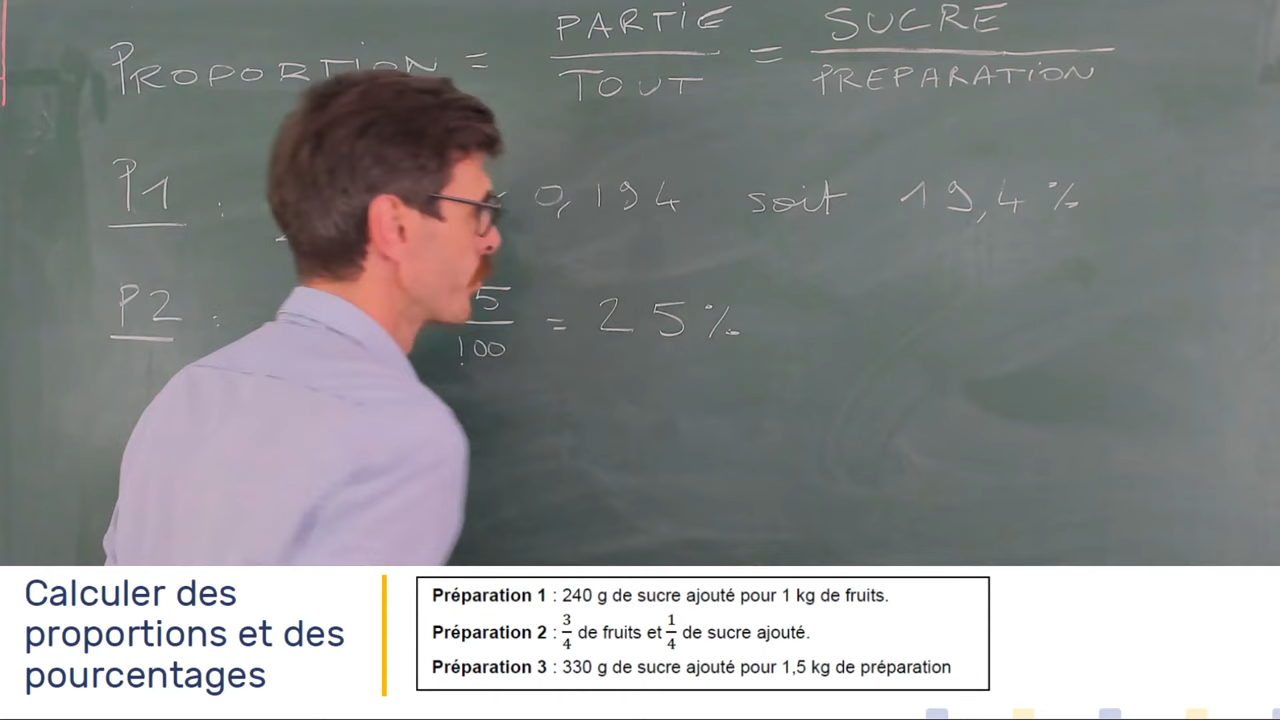 PROPORTION = PARTIE / TOUT = SUCRE / PREPARATION
P1 : 0,194 soit 19,4 %
P2 : 5 / 100 = 25 %
Calculer des
proportions et des
pourcentages
Préparation 1 : 240 g de sucre ajouté pour 1 kg de fruits.
Préparation 2 : 3/4 de fruits et 1/4 de sucre ajouté.
Préparation 3 : 330 g de sucre ajouté pour 1,5 kg de préparation